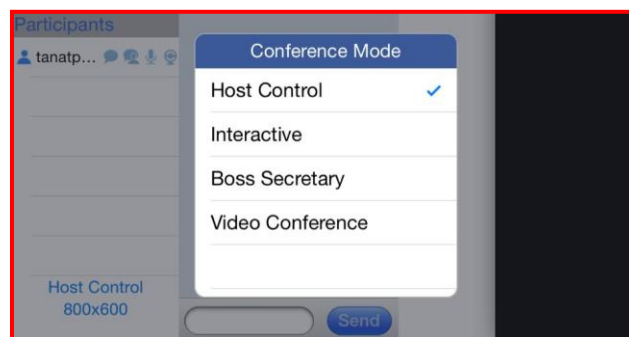 Participants
tanatp...
Conference Mode
Host Control
Interactive
Boss Secretary
Video Conference
Host Control
800x600
Send